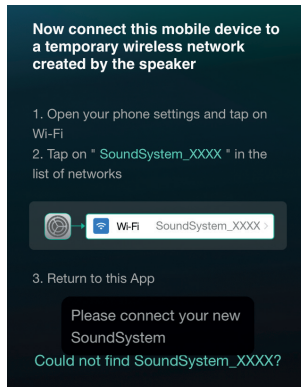 Now connect this mobile device to
a temporary wireless network
created by the speaker
1. Open your phone settings and tap on
Wi-Fi
2. Tap on " SoundSystem_XXXX " in the
list of networks
Wi-Fi SoundSystem_XXXX >
3. Return to this App
Please connect your new
SoundSystem
Could not find SoundSystem_XXXX?